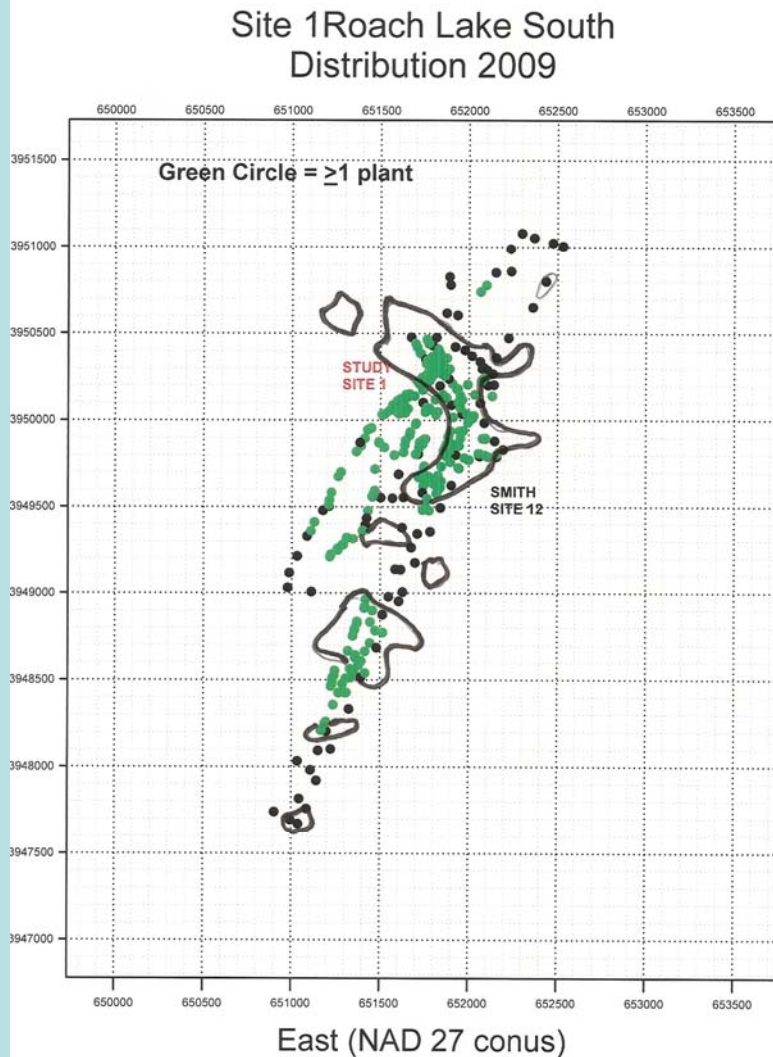 Site 1Roach Lake South
Distribution 2009
650000 650500 651000 651500 652000 652500 653000 653500
3951500
Green Circle = ≥1 plant
3951000
3950500
STUDY
SITE 1
3950000
3949500
SMITH
SITE 12
3949000
3948500
3948000
3947500
3947000
650000 650500 651000 651500 652000 652500 653000 653500
East (NAD 27 conus)